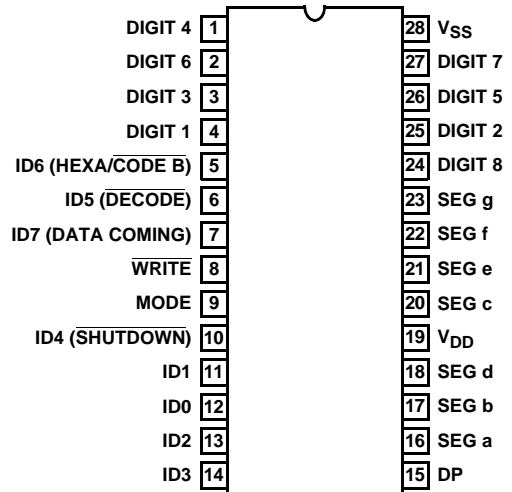 DIGIT 4 1 28 VSS
DIGIT 6 2 27 DIGIT 7
DIGIT 3 3 26 DIGIT 5
DIGIT 1 4 25 DIGIT 2
ID6 (HEXA/CODE B) 5 24 DIGIT 8
ID5 (DECODE) 6 23 SEG g
ID7 (DATA COMING) 7 22 SEG f
WRITE 8 21 SEG e
MODE 9 20 SEG c
ID4 (SHUTDOWN) 10 19 VDD
ID1 11 18 SEG d
ID0 12 17 SEG b
ID2 13 16 SEG a
ID3 14 15 DP